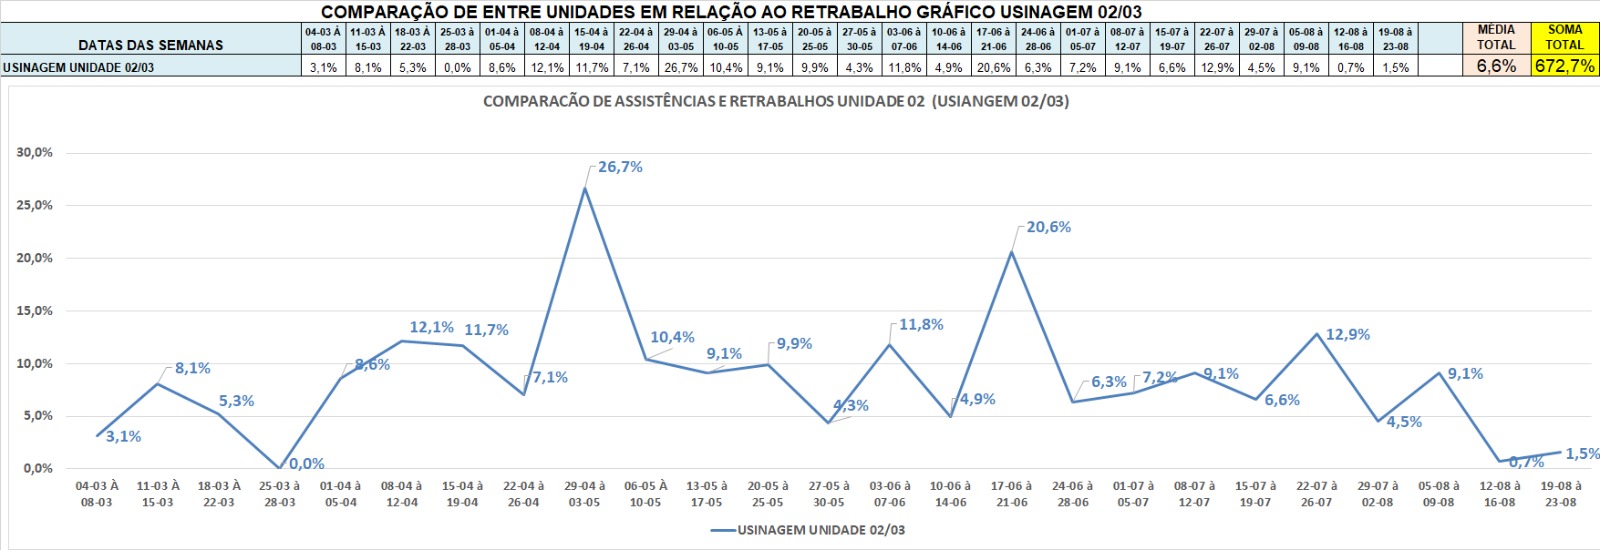 COMPARAÇÃO DE ENTRE UNIDADES EM RELAÇÃO AO RETRABALHO GRÁFICO USINAGEM 02/03
DATAS DAS SEMANAS 04-03 À 08-03 11-03 À 15-03 18-03 À 22-03 25-03 à 28-03 01-04 à 05-04 08-04 à 12-04 15-04 à 19-04 22-04 à 26-04 29-04 à 03-05 06-05 À 10-05 13-05 à 17-05 20-05 à 25-05 27-05 à 30-05 03-06 à 07-06 10-06 à 14-06 17-06 à 21-06 24-06 à 28-06 01-07 à 05-07 08-07 à 12-07 15-07 à 19-07 22-07 à 26-07 29-07 à 02-08 05-08 à 09-08 12-08 à 16-08 19-08 à 23-08 MÉDIA TOTAL SOMA TOTAL
USINAGEM UNIDADE 02/03 3,1% 8,1% 5,3% 0,0% 8,6% 12,1% 11,7% 7,1% 26,7% 10,4% 9,1% 9,9% 4,3% 11,8% 4,9% 20,6% 6,3% 7,2% 9,1% 6,6% 12,9% 4,5% 9,1% 0,7% 1,5% 6,6% 672,7%
COMPARACÃO DE ASSISTÊNCIAS E RETRABALHOS UNIDADE 02 (USIANGEM 02/03)
30,0%
25,0%
20,0%
15,0%
10,0%
5,0%
0,0%
3,1% 8,1% 5,3% 0,0% 8,6% 12,1% 11,7% 7,1% 26,7% 10,4% 9,1% 9,9% 4,3% 11,8% 4,9% 20,6% 6,3% 7,2% 9,1% 6,6% 12,9% 4,5% 9,1% 0,7% 1,5%
04-03 À 11-03 À 18-03 À 25-03 à 01-04 à 08-04 à 15-04 à 22-04 à 29-04 à 06-05 À 13-05 à 20-05 à 27-05 à 03-06 à 10-06 à 17-06 à 24-06 à 01-07 à 08-07 à 15-07 à 22-07 à 29-07 à 05-08 à 12-08 à 19-08 à
08-03 15-03 22-03 28-03 05-04 12-04 19-04 26-04 03-05 10-05 17-05 25-05 30-05 07-06 14-06 21-06 28-06 05-07 12-07 19-07 26-07 02-08 09-08 16-08 23-08
USINAGEM UNIDADE 02/03